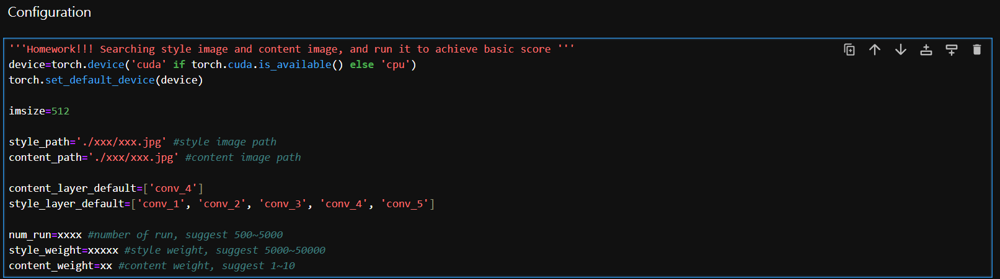 Configuration
'''Homework!!! Searching style image and content image, and run it to achieve basic score '''
device=torch.device('cuda' if torch.cuda.is_available() else 'cpu')
torch.set_default_device(device)
imsize=512
style_path='./xxx/xxx.jpg' #style image path
content_path='./xxx/xxx.jpg' #content image path
content_layer_default=['conv_4']
style_layer_default=['conv_1', 'conv_2', 'conv_3', 'conv_4', 'conv_5']
num_run=xxxx #number of run, suggest 500~5000
style_weight=xxxxx #style weight, suggest 5000~50000
content_weight=xx #content weight, suggest 1~10